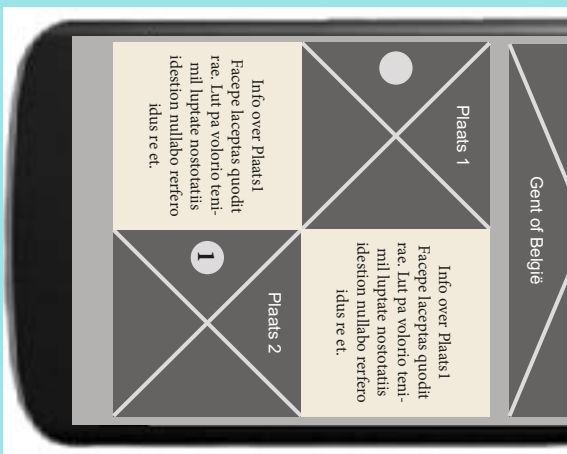 Gent of België
Plaats 1
Info over Plaats1
Facepe laceptas quodit
rae. Lut pa volorio teni-
mil luptate nostotatiis
idestion nullabo rerfero
idus re et.
Info over Plaats1
Facepe laceptas quodit
rae. Lut pa volorio teni-
mil luptate nostotatiis
idestion nullabo rerfero
idus re et.
Plaats 2
1